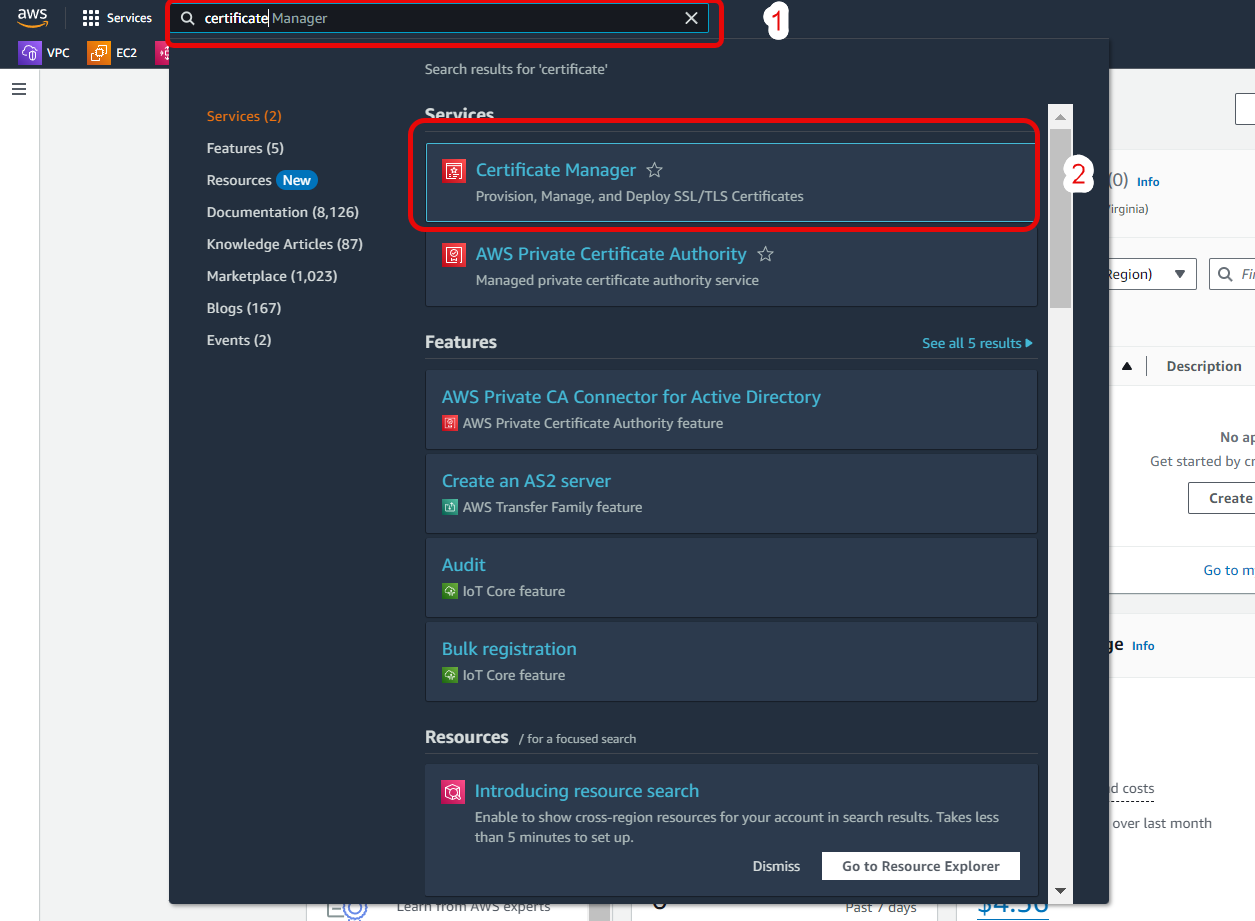 aws
Services
certificate Manager
1
VPC
EC2
Search results for 'certificate'
Services (2)
Features (5)
Resources New
Documentation (8,126)
Knowledge Articles (87)
Marketplace (1,023)
Blogs (167)
Events (2)
Services
Certificate Manager
Provision, Manage, and Deploy SSL/TLS Certificates
2
AWS Private Certificate Authority
Managed private certificate authority service
Features
See all 5 results
AWS Private CA Connector for Active Directory
AWS Private Certificate Authority feature
Create an AS2 server
AWS Transfer Family feature
Audit
IoT Core feature
Bulk registration
IoT Core feature
Resources / for a focused search
Introducing resource search
Enable to show cross-region resources for your account in search results. Takes less
than 5 minutes to set up.
Dismiss
Go to Resource Explorer
(0) Info
Region)
Description
Get started by
Create
Go to
Info
costs
over last month
Learn from AWS experts
Past 7 days